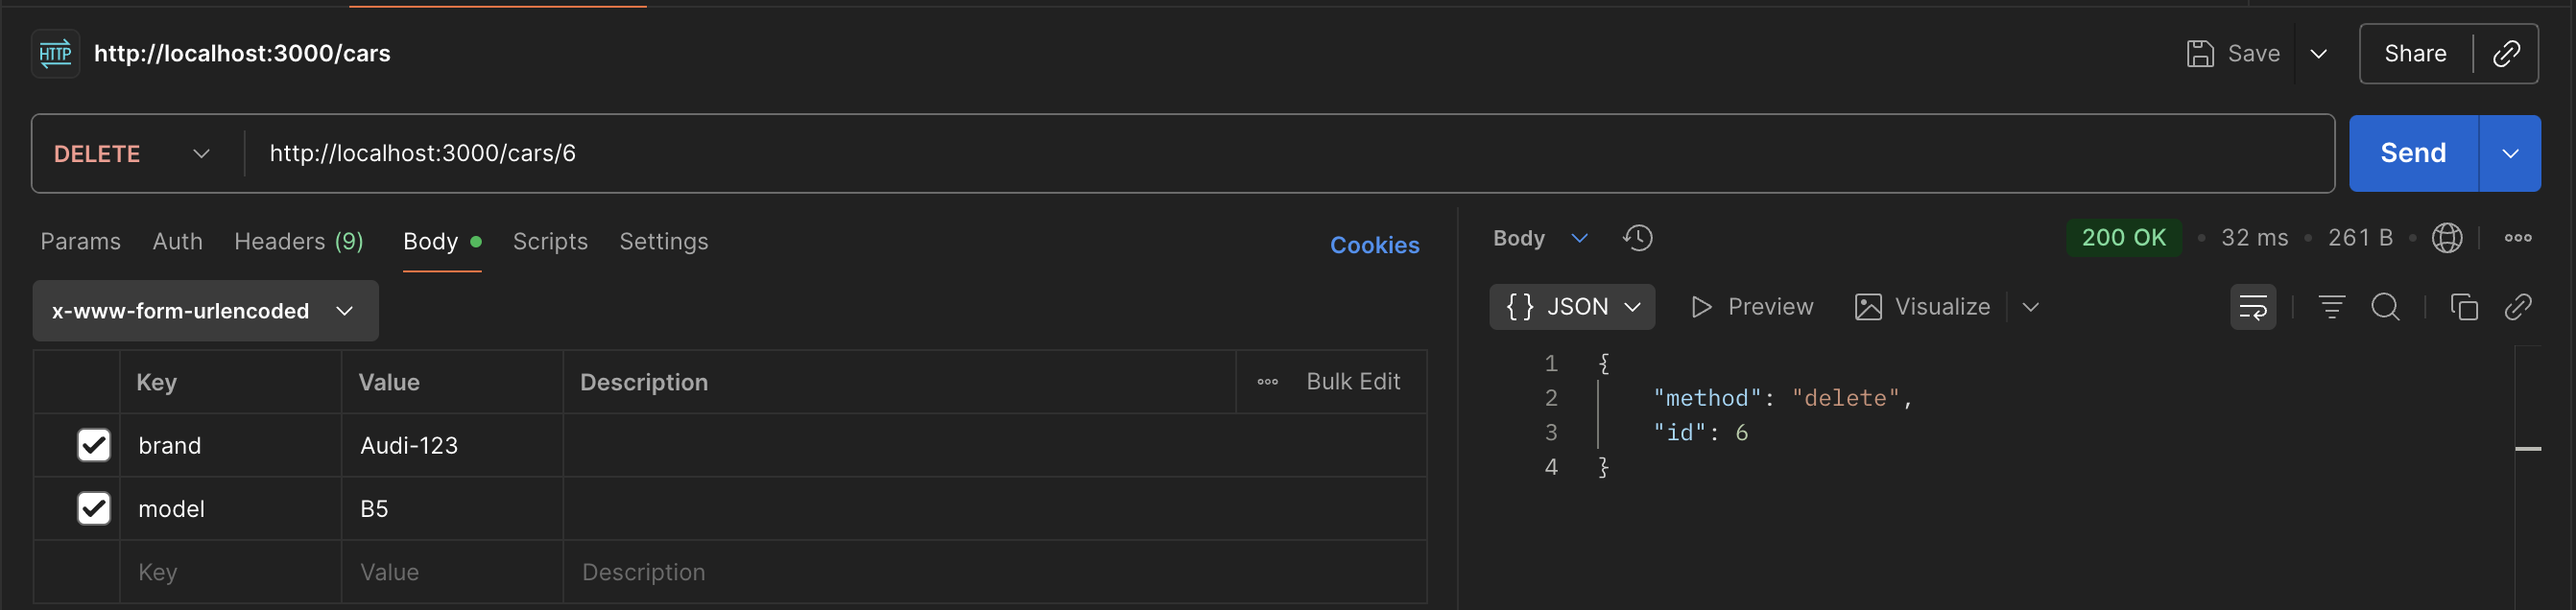 HTTP http://localhost:3000/cars Save Share
DELETE http://localhost:3000/cars/6 Send
Params Auth Headers (9) Body Scripts Settings Cookies
x-www-form-urlencoded
Key Value Description Bulk Edit
brand Audi-123
model B5
Key Value Description
Body 200 OK 32 ms 261 B
{} JSON Preview Visualize
1 {
2 "method": "delete",
3 "id": 6
4 }